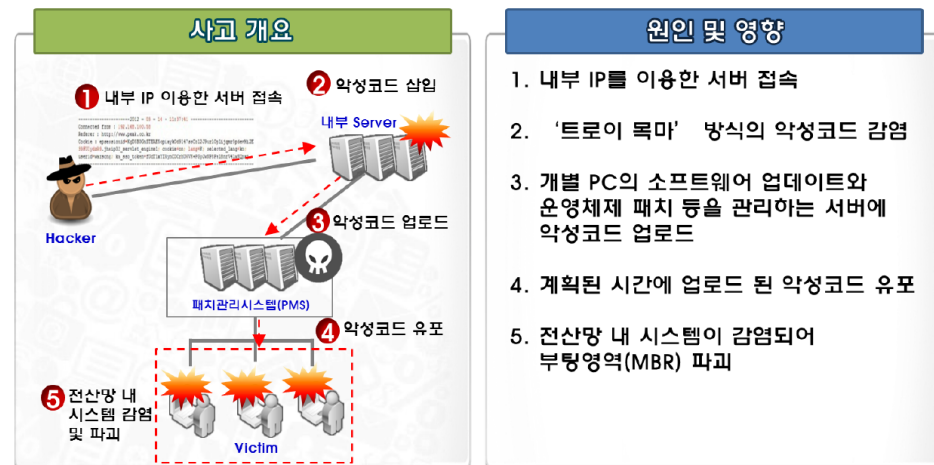 사고 개요
1 내부 IP 이용한 서버 접속
2 악성코드 삽입
내부 Server
Hacker
3 악성코드 업로드
패치관리시스템(PMS)
4 악성코드 유포
5 전산망 내
시스템 감염
및 파괴
Victim
원인 및 영향
1. 내부 IP를 이용한 서버 접속
2. ‘트로이 목마’ 방식의 악성코드 감염
3. 개별 PC의 소프트웨어 업데이트와
운영체제 패치 등을 관리하는 서버에
악성코드 업로드
4. 계획된 시간에 업로드 된 악성코드 유포
5. 전산망 내 시스템이 감염되어
부팅영역(MBR) 파괴